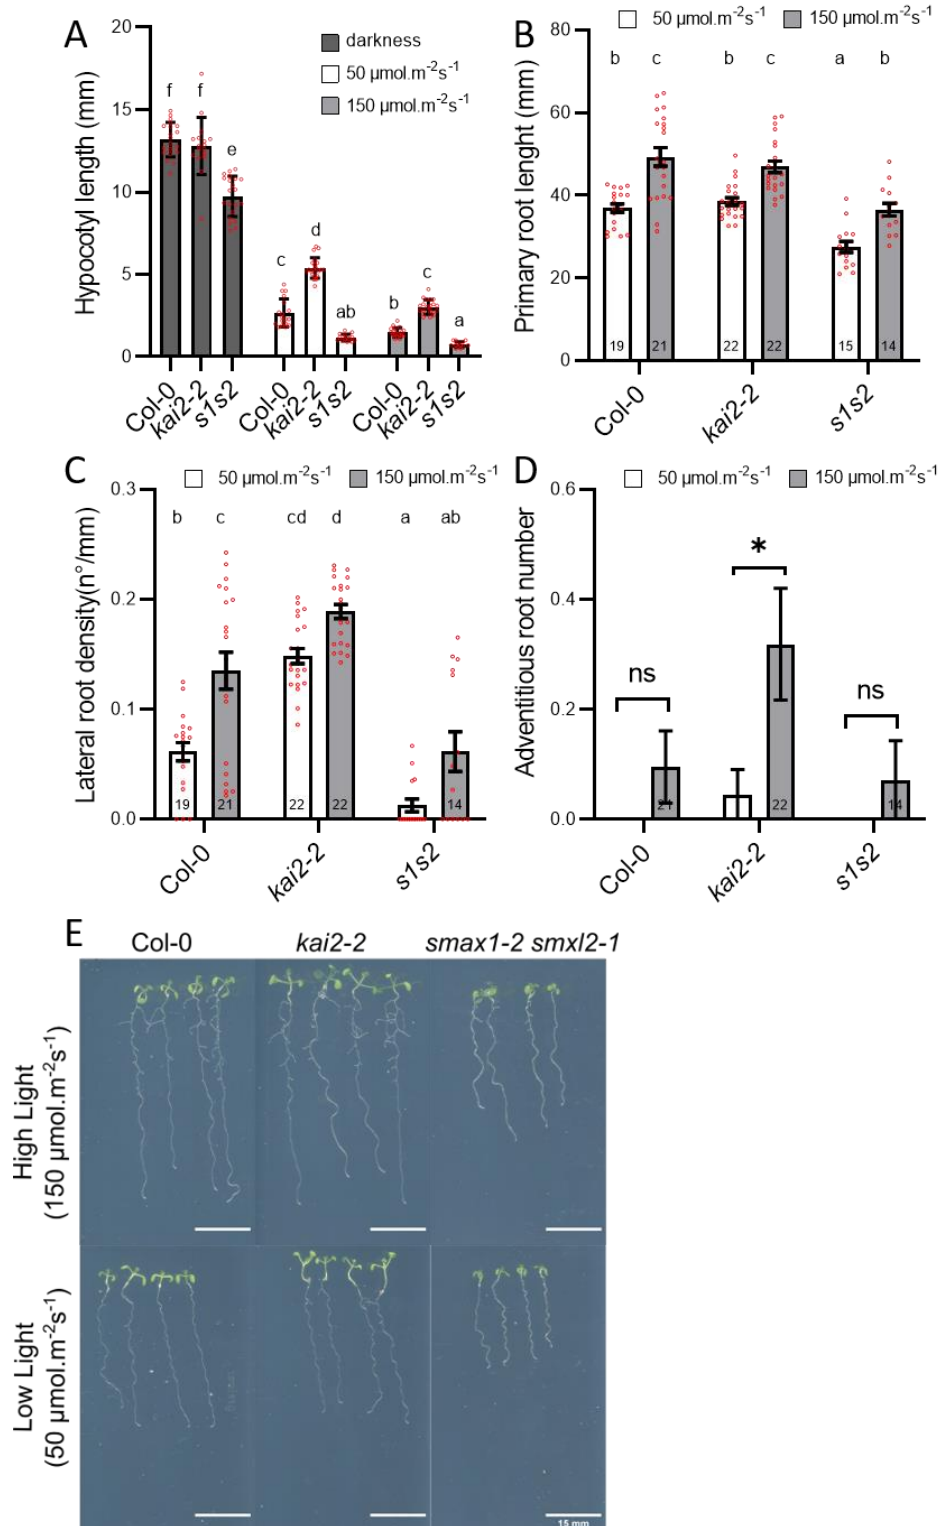 A
Hypocotyl length (mm)
20
15
10
5
0
darkness
50 µmol.m⁻²s⁻¹
150 µmol.m⁻²s⁻¹
f
f
e
c
d
ab
b
c
a
Col-0
kai2-2
s1s2
Col-0
kai2-2
s1s2
Col-0
kai2-2
s1s2
B
50 µmol.m⁻²s⁻¹
150 µmol.m⁻²s⁻¹
Primary root lenght (mm)
80
60
40
20
0
b
c
b
c
a
b
19
21
22
22
15
14
Col-0
kai2-2
s1s2
C
50 µmol.m⁻²s⁻¹
150 µmol.m⁻²s⁻¹
Lateral root density(n°/mm)
0.3
0.2
0.1
0.0
b
c
cd
d
a
ab
19
21
22
22
14
Col-0
kai2-2
s1s2
D
50 µmol.m⁻²s⁻¹
150 µmol.m⁻²s⁻¹
Adventitious root number
0.6
0.4
0.2
0.0
ns
*
ns
21
22
14
Col-0
kai2-2
s1s2
E
Col-0
kai2-2
smax1-2 smxl2-1
High Light
(150 µmol.m⁻²s⁻¹)
Low Light
(50 µmol.m⁻²s⁻¹)
15 mm